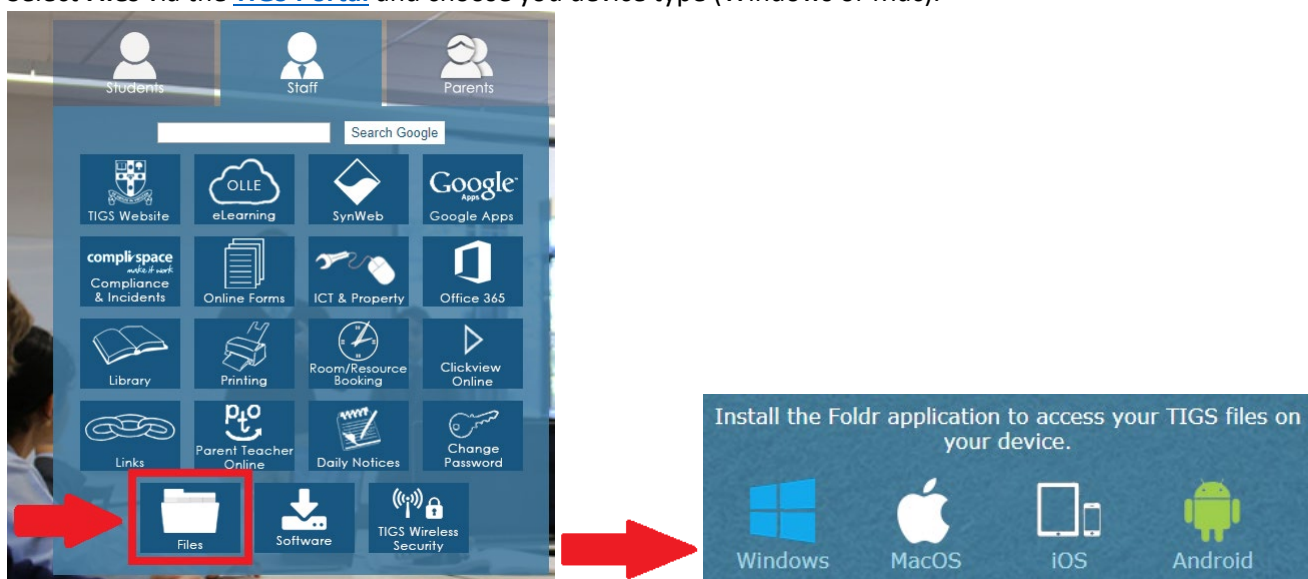 Select Files via the TIGS Portal and choose you device type (Windows or Mac).
Students
Staff
Parents
Search Google
TIGS Website
OLLE
eLearning
SynWeb
Google
Apps
Google Apps
compli space
make it work
Compliance
& Incidents
Online Forms
ICT & Property
Office 365
Library
Printing
Room/Resource
Booking
Clickview
Online
Links
pto
Parent Teacher
Online
Daily Notices
Change
Password
Files
Software
TIGS Wireless
Security
Install the Foldr application to access your TIGS files on
your device.
Windows
MacOS
iOS
Android